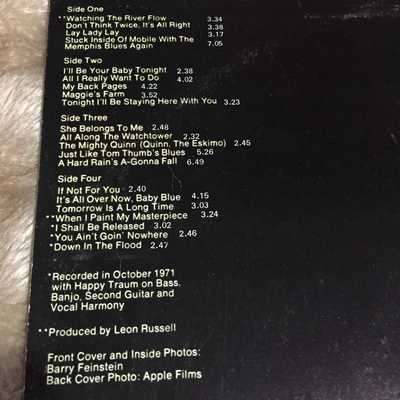 Side One
**Watching The River Flow 3.34
Don't Think Twice, It's All Right 3.38
Lay Lady Lay 3.17
Stuck Inside Of Mobile With The
Memphis Blues Again 7.05
Side Two
I'll Be Your Baby Tonight 2.38
All I Really Want To Do 4.02
My Back Pages 4.22
Maggie's Farm 3.52
Tonight I'll Be Staying Here With You 3.23
Side Three
She Belongs To Me 2.48
All Along The Watchtower 2.32
The Mighty Quinn (Quinn, The Eskimo) 2.45
Just Like Tom Thumb's Blues 5.26
A Hard Rain's A-Gonna Fall 6.49
Side Four
If Not For You 2.40
It's All Over Now, Baby Blue 4.15
Tomorrow Is A Long Time 3.03
**When I Paint My Masterpiece 3.24
*I Shall Be Released 3.02
*You Ain't Goin' Nowhere 2.46
*Down In The Flood 2.47
*Recorded in October 1971
with Happy Traum on Bass,
Banjo, Second Guitar and
Vocal Harmony
**Produced by Leon Russell
Front Cover and Inside Photos:
Barry Feinstein
Back Cover Photo: Apple Films